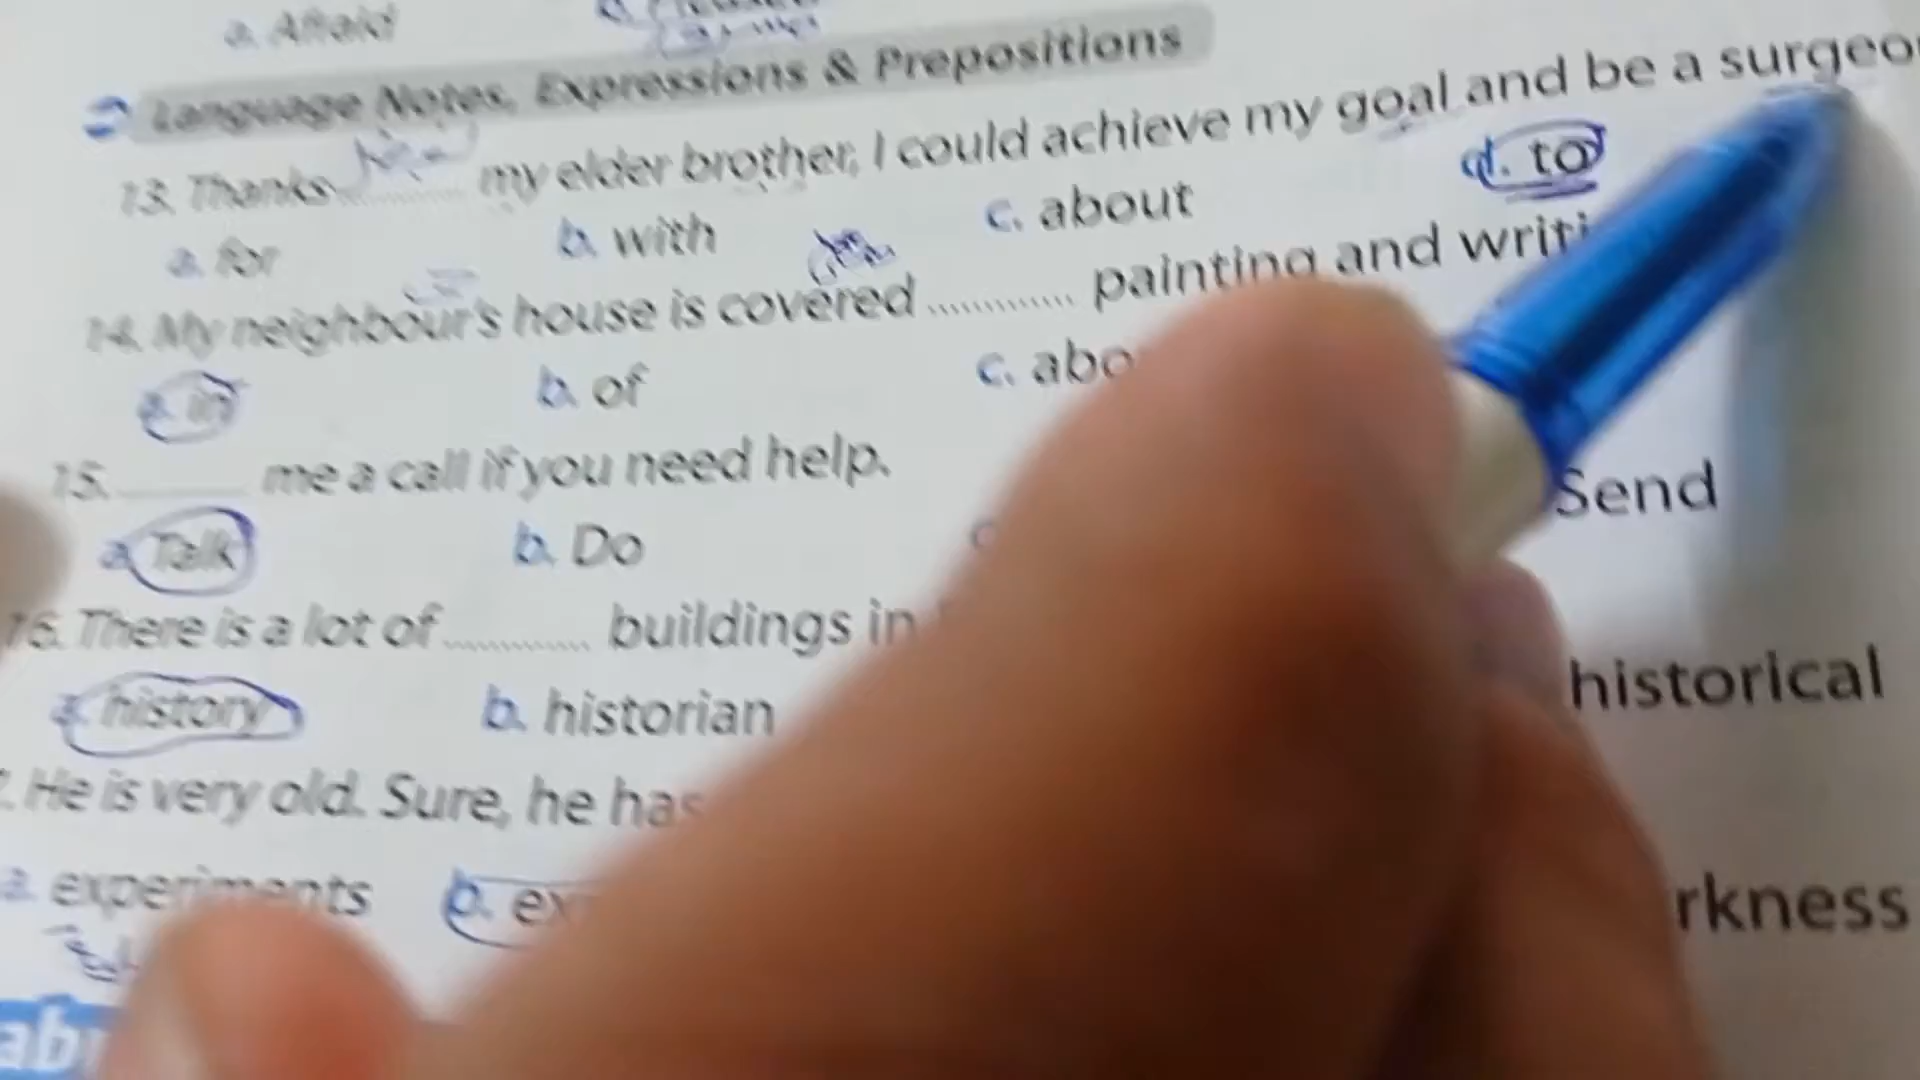 a. Afraid
Language Notes, Expressions & Prepositions
13. Thanks ............ my elder brother, I could achieve my goal and be a surgeo
a. for b. with c. about d. to
14. My neighbour's house is covered ............ painting and writi
a. in b. of c. abo
15. ______ me a call if you need help.
a. Talk b. Do Send
16. There is a lot of ............ buildings in
a. history b. historian historical
. He is very old. Sure, he has
a. experiments b. ex rkness
ab